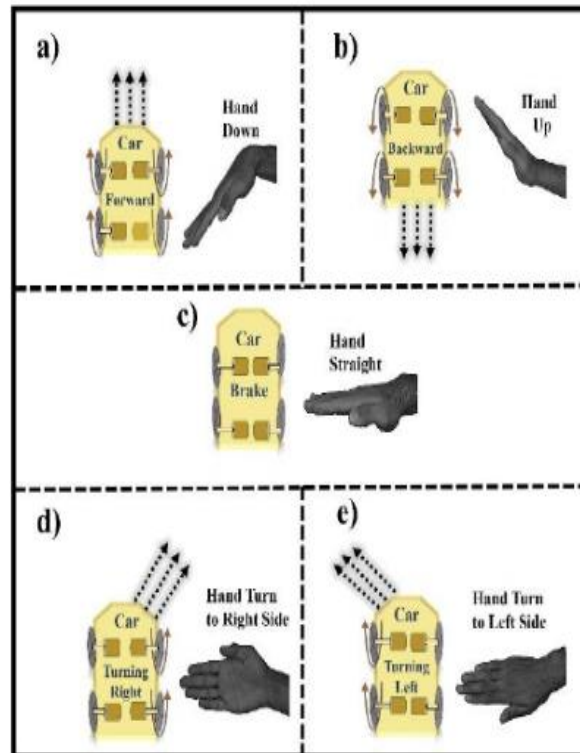 a)
Car
Forward
Hand
Down
b)
Car
Backward
Hand
Up
c)
Car
Brake
Hand
Straight
d)
Car
Turning
Right
Hand Turn
to Right Side
e)
Car
Turning
Left
Hand Turn
to Left Side